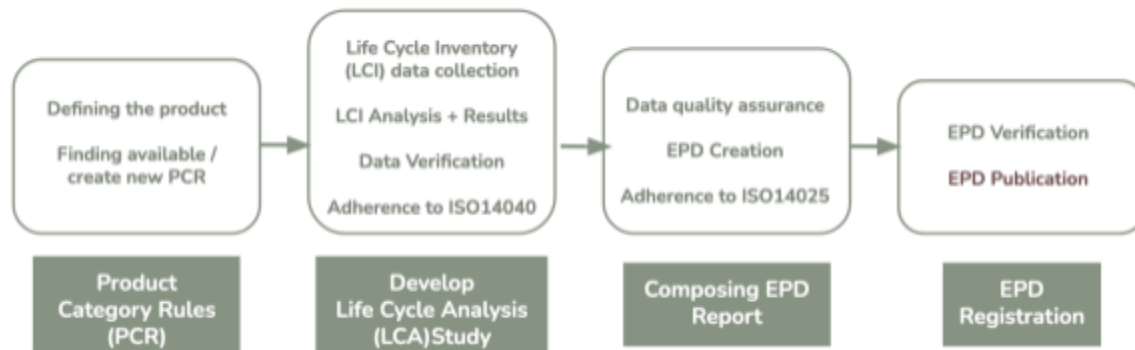 Defining the product
Finding available /
create new PCR
Life Cycle Inventory
(LCI) data collection
LCI Analysis + Results
Data Verification
Adherence to ISO14040
Data quality assurance
EPD Creation
Adherence to ISO14025
EPD Verification
EPD Publication
Product
Category Rules
(PCR)
Develop
Life Cycle Analysis
(LCA)Study
Composing EPD
Report
EPD
Registration